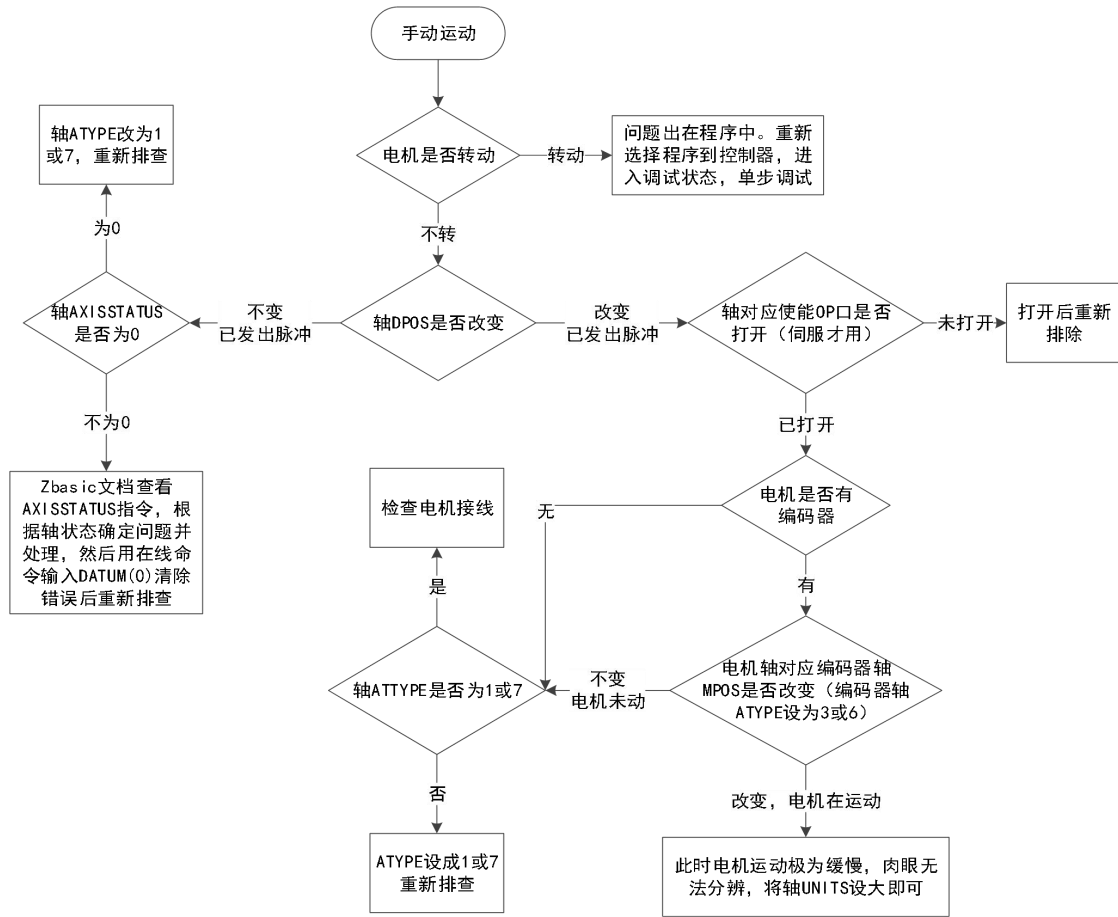 手动运动
轴ATYPE改为1
或7，重新排查
电机是否转动
转动
问题出在程序中。重新
选择程序到控制器，进
入调试状态，单步调试
为0
不转
轴AXISSTATUS
是否为0
不变
已发出脉冲
轴DPOS是否改变
改变
已发出脉冲
轴对应使能OP口是否
打开（伺服才用）
未打开
打开后重新
排除
不为0
已打开
Zbasic文档查看
AXISSTATUS指令，根
据轴状态确定问题并
处理，然后用在线命
令输入DATUM(0)清除
错误后重新排查
检查电机接线
无
电机是否有
编码器
是
有
轴ATTYPE是否为1或7
不变
电机未动
电机轴对应编码器轴
MPOS是否改变（编码器轴
ATYPE设为3或6）
否
改变，电机在运动
ATYPE设成1或7
重新排查
此时电机运动极为缓慢，肉眼无
法分辨，将轴UNITS设大即可